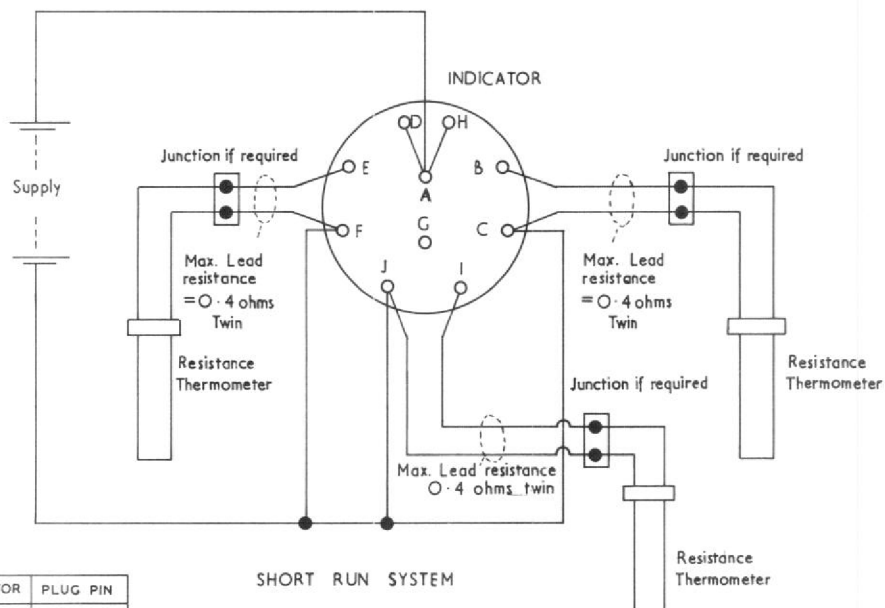 INDICATOR
D
H
Junction if required
E
B
Junction if required
Supply
A
G
F
C
Max. Lead
resistance
= O·4 ohms
Twin
J
I
Max. Lead
resistance
= O·4 ohms
Twin
Resistance
Thermometer
Resistance
Thermometer
Junction if required
Max. Lead resistance
O·4 ohms twin
SHORT RUN SYSTEM
Resistance
Thermometer
OR PLUG PIN